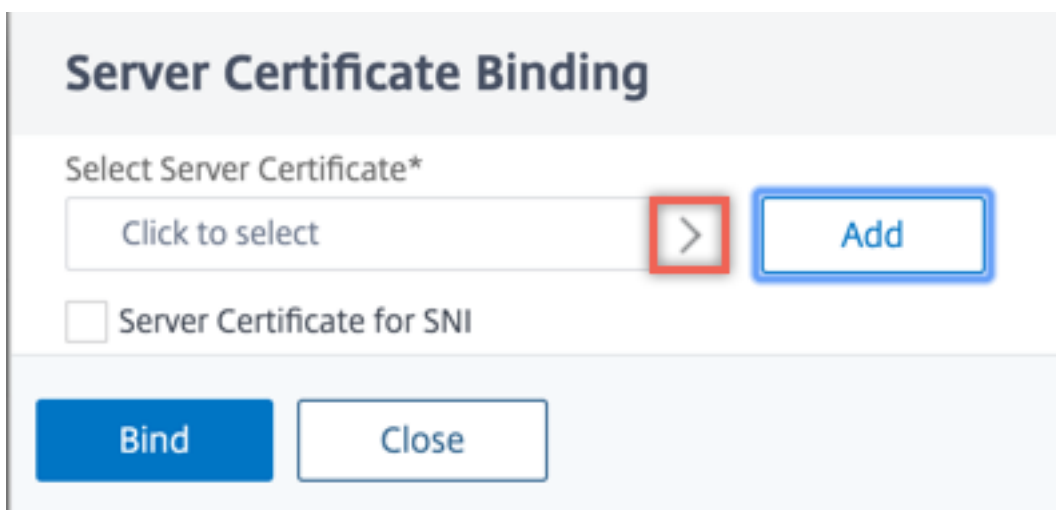 Server Certificate Binding
Select Server Certificate*
Click to select
Add
Server Certificate for SNI
Bind
Close